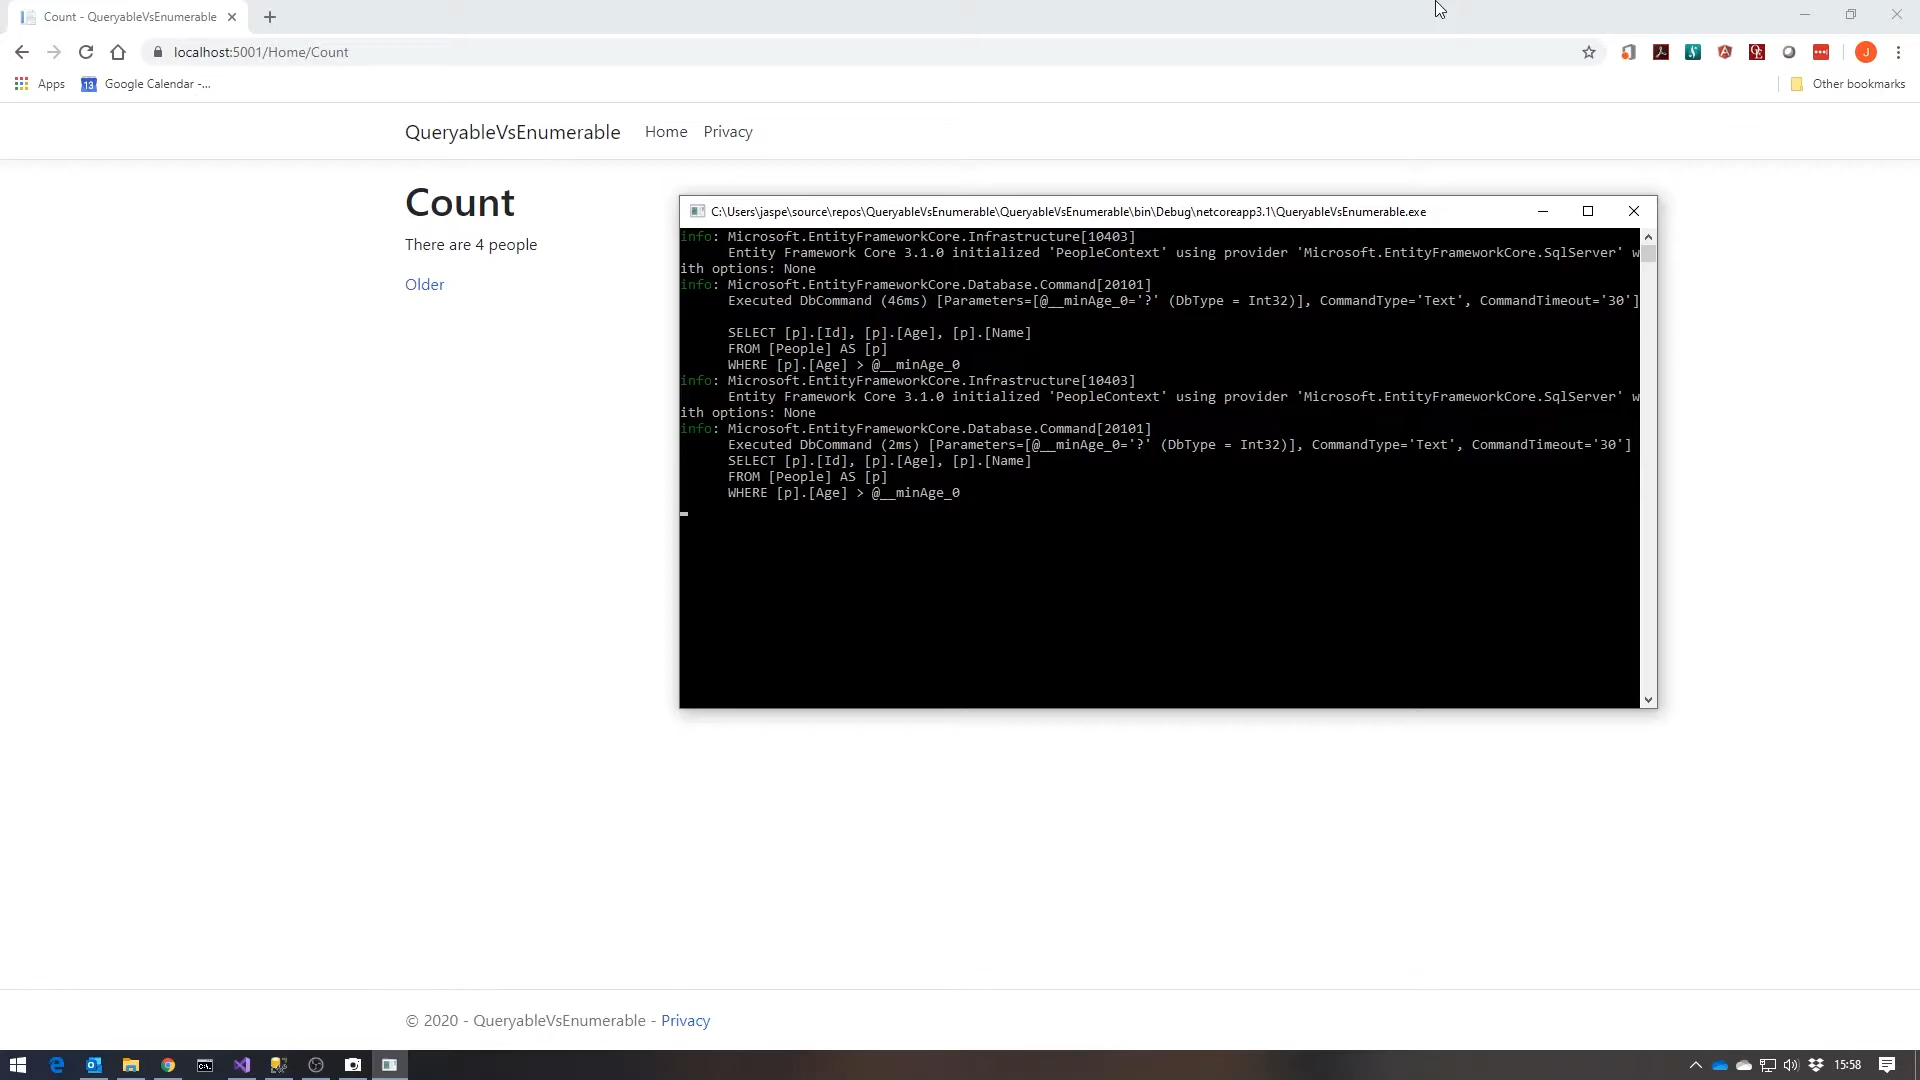 Count - QueryableVsEnumerable
localhost:5001/Home/Count
J
Apps
13
Google Calendar -...
Other bookmarks
QueryableVsEnumerable Home Privacy
Count
There are 4 people
Older
C:\Users\jaspe\source\repos\QueryableVsEnumerable\QueryableVsEnumerable\bin\Debug\netcoreapp3.1\QueryableVsEnumerable.exe
info: Microsoft.EntityFrameworkCore.Infrastructure[10403]
Entity Framework Core 3.1.0 initialized 'PeopleContext' using provider 'Microsoft.EntityFrameworkCore.SqlServer' w
ith options: None
info: Microsoft.EntityFrameworkCore.Database.Command[20101]
Executed DbCommand (46ms) [Parameters=[@__minAge_0='?' (DbType = Int32)], CommandType='Text', CommandTimeout='30']
SELECT [p].[Id], [p].[Age], [p].[Name]
FROM [People] AS [p]
WHERE [p].[Age] > @__minAge_0
info: Microsoft.EntityFrameworkCore.Infrastructure[10403]
Entity Framework Core 3.1.0 initialized 'PeopleContext' using provider 'Microsoft.EntityFrameworkCore.SqlServer' w
ith options: None
info: Microsoft.EntityFrameworkCore.Database.Command[20101]
Executed DbCommand (2ms) [Parameters=[@__minAge_0='?' (DbType = Int32)], CommandType='Text', CommandTimeout='30']
SELECT [p].[Id], [p].[Age], [p].[Name]
FROM [People] AS [p]
WHERE [p].[Age] > @__minAge_0
© 2020 - QueryableVsEnumerable - Privacy
15:58